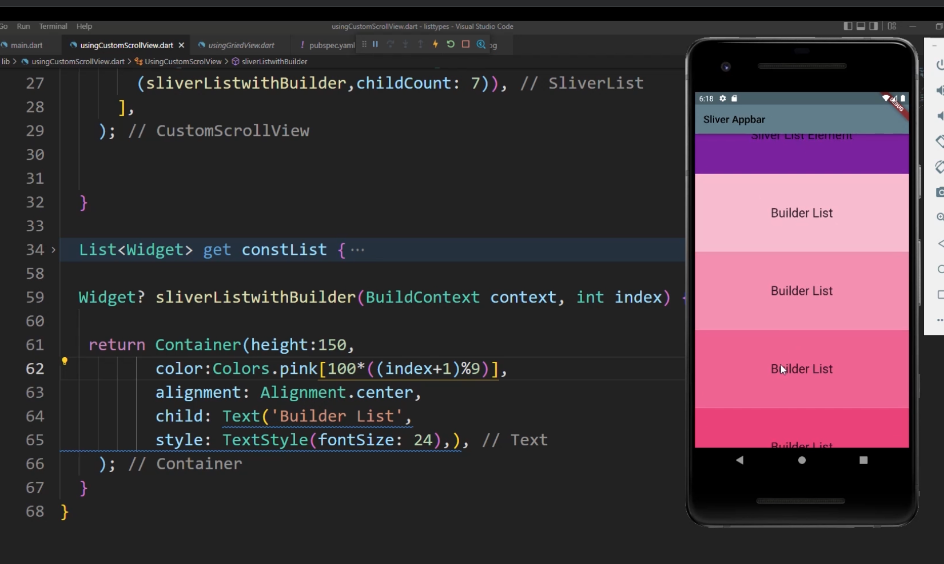 Go Run Terminal Help
usingCustomScrollView.dart - listtypes - Visual Studio Code
main.dart usingCustomScrollView.dart usingGriedView.dart pubspec.yaml
lib > usingCustomScrollView.dart > UsingCustomScrolView > sliverListwithBuilder
27 (sliverListwithBuilder,childCount: 7)), // SliverList
28 ],
29 ); // CustomScrollView
30
31
32 }
33
34 List<Widget> get constList { ···
58
59 Widget? sliverListwithBuilder(BuildContext context, int index) {
60
61 return Container(height:150,
62 color:Colors.pink[100*((index+1)%9)],
63 alignment: Alignment.center,
64 child: Text('Builder List',
65 style: TextStyle(fontSize: 24),), // Text
66 ); // Container
67 }
68 }
6:18
Sliver Appbar
Sliver List Element
Builder List
Builder List
Builder List
Builder List